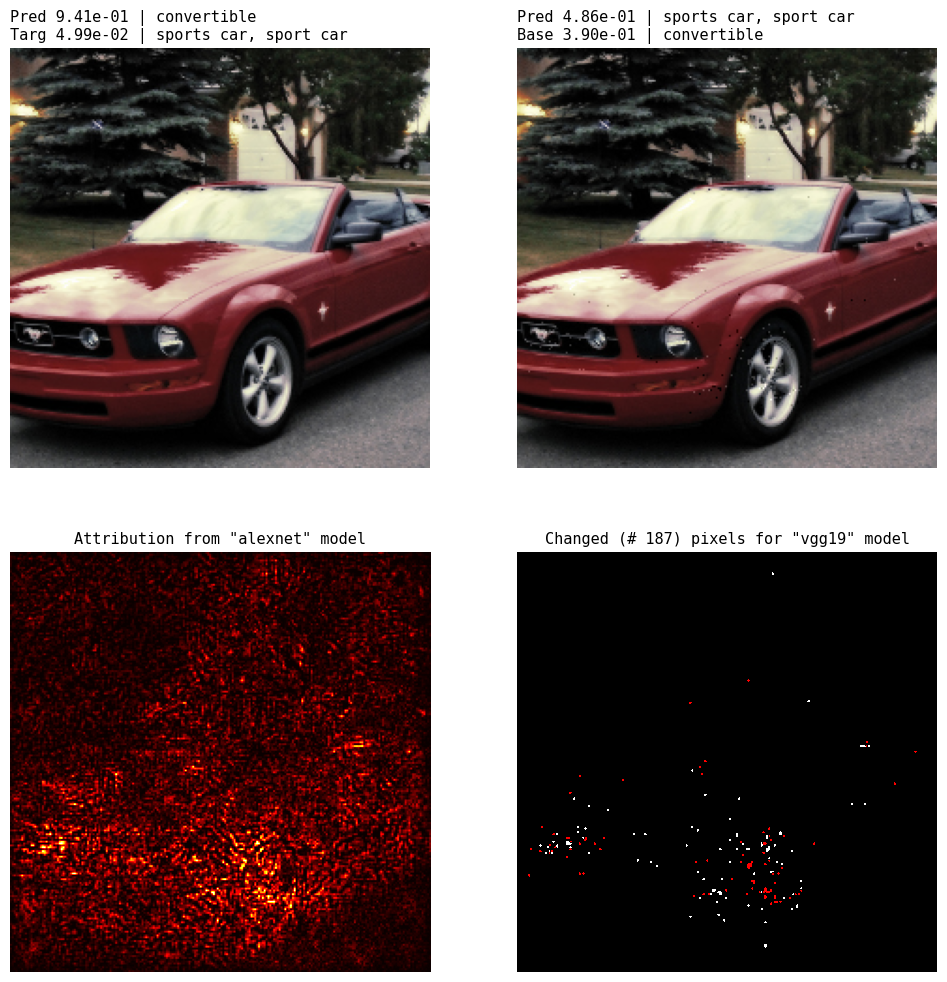 Pred 9.41e-01 | convertible
Targ 4.99e-02 | sports car, sport car
Pred 4.86e-01 | sports car, sport car
Base 3.90e-01 | convertible
Attribution from "alexnet" model
Changed (# 187) pixels for "vgg19" model